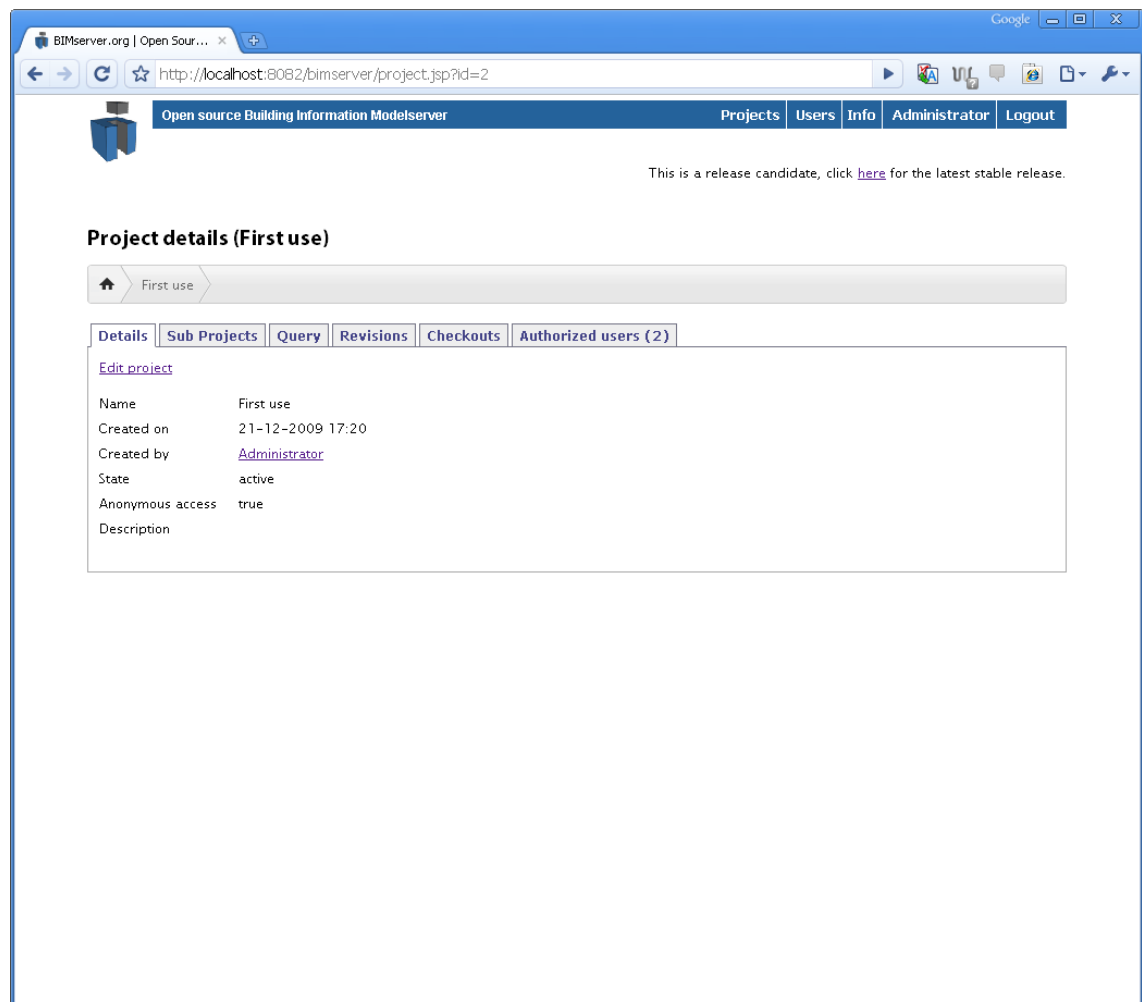 Google
BIMserver.org | Open Sour...
http://localhost:8082/bimserver/project.jsp?id=2
Open source Building Information Modelserver
Projects Users Info Administrator Logout
This is a release candidate, click here for the latest stable release.
Project details (First use)
First use
Details Sub Projects Query Revisions Checkouts Authorized users (2)
Edit project
Name First use
Created on 21-12-2009 17:20
Created by Administrator
State active
Anonymous access true
Description